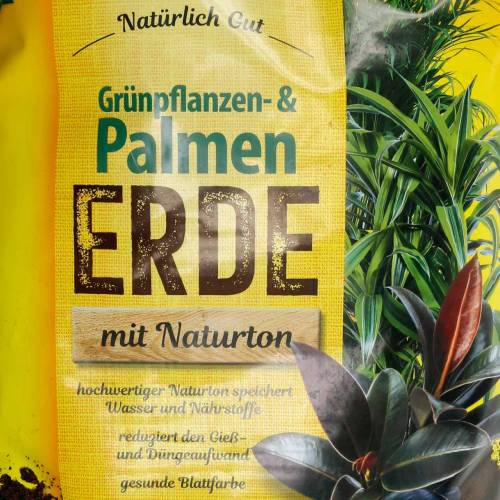 Natürlich Gut
Grünpflanzen- &
Palmen
ERDE
mit Naturton
hochwertiger Naturton speichert
Wasser und Nährstoffe
reduziert den Gieß-
und Düngeaufwand
gesunde Blattfarbe